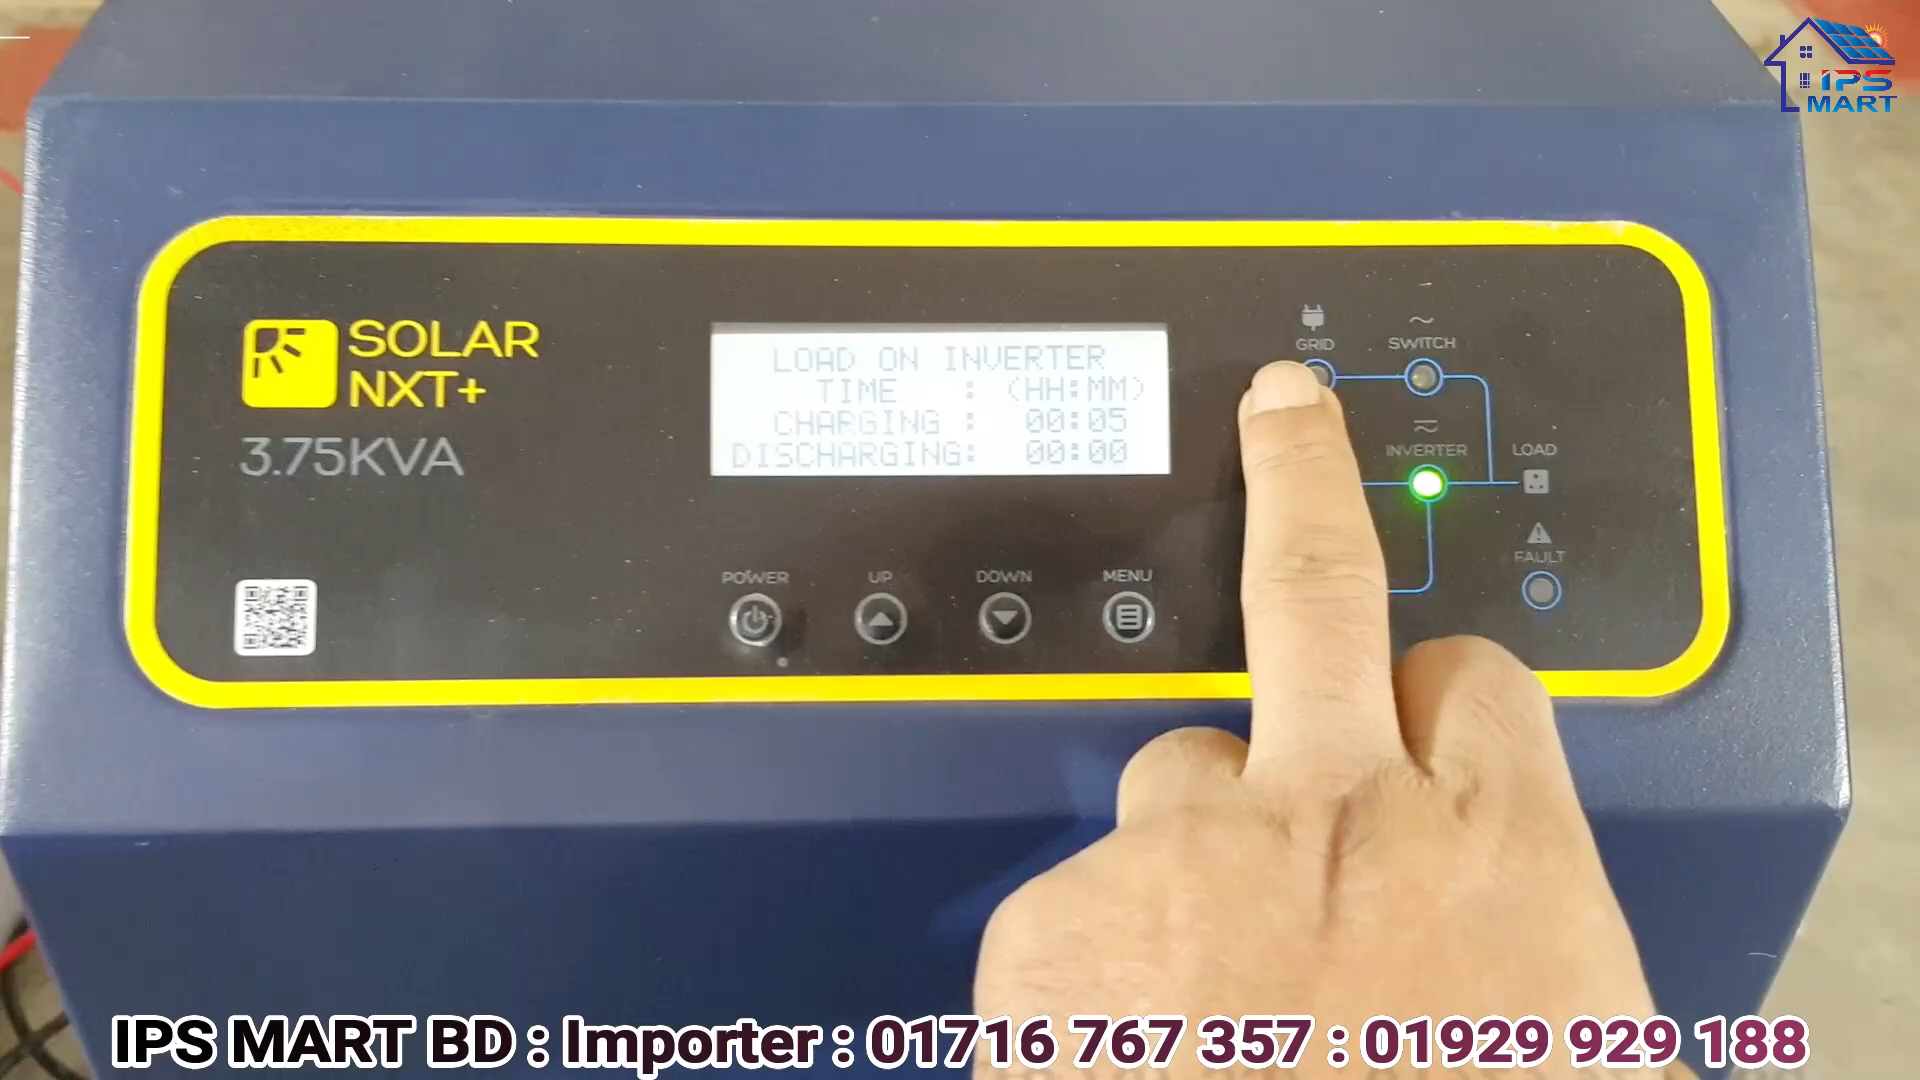 IPS
MART
SOLAR
NXT+
3.75KVA
LOAD ON INVERTER
TIME : (HH:MM)
CHARGING : 00:05
DISCHARGING: 00:00
GRID
SWITCH
INVERTER
LOAD
FAULT
POWER
UP
DOWN
MENU
IPS MART BD : Importer : 01716 767 357 : 01929 929 188